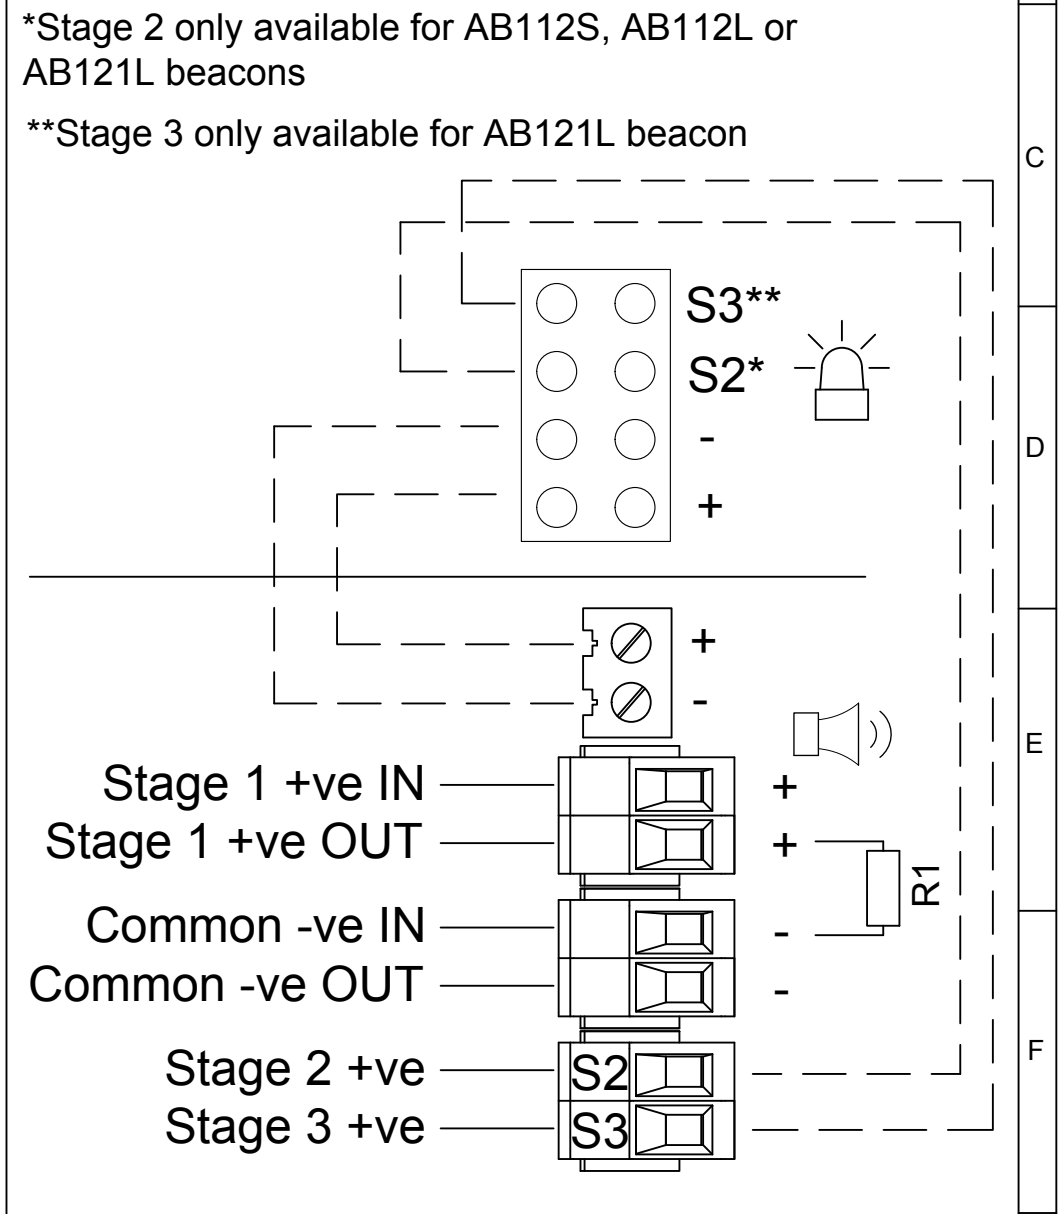 *Stage 2 only available for AB112S, AB112L or
AB121L beacons
**Stage 3 only available for AB121L beacon
C
S3**
S2*
D
-
+
+
-
E
Stage 1 +ve IN +
Stage 1 +ve OUT +
R1
Common -ve IN -
Common -ve OUT -
F
Stage 2 +ve S2
Stage 3 +ve S3